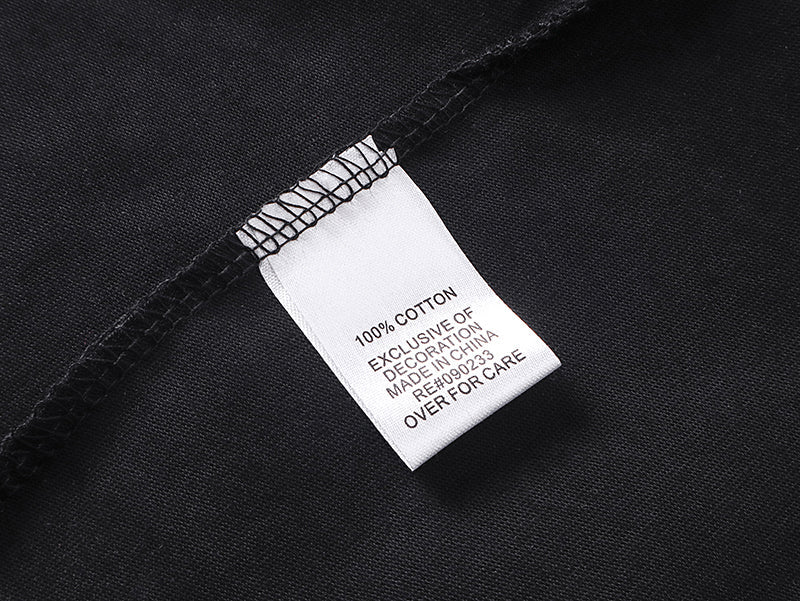 100% COTTON
EXCLUSIVE OF
DECORATION
MADE IN CHINA
RE#090233
OVER FOR CARE